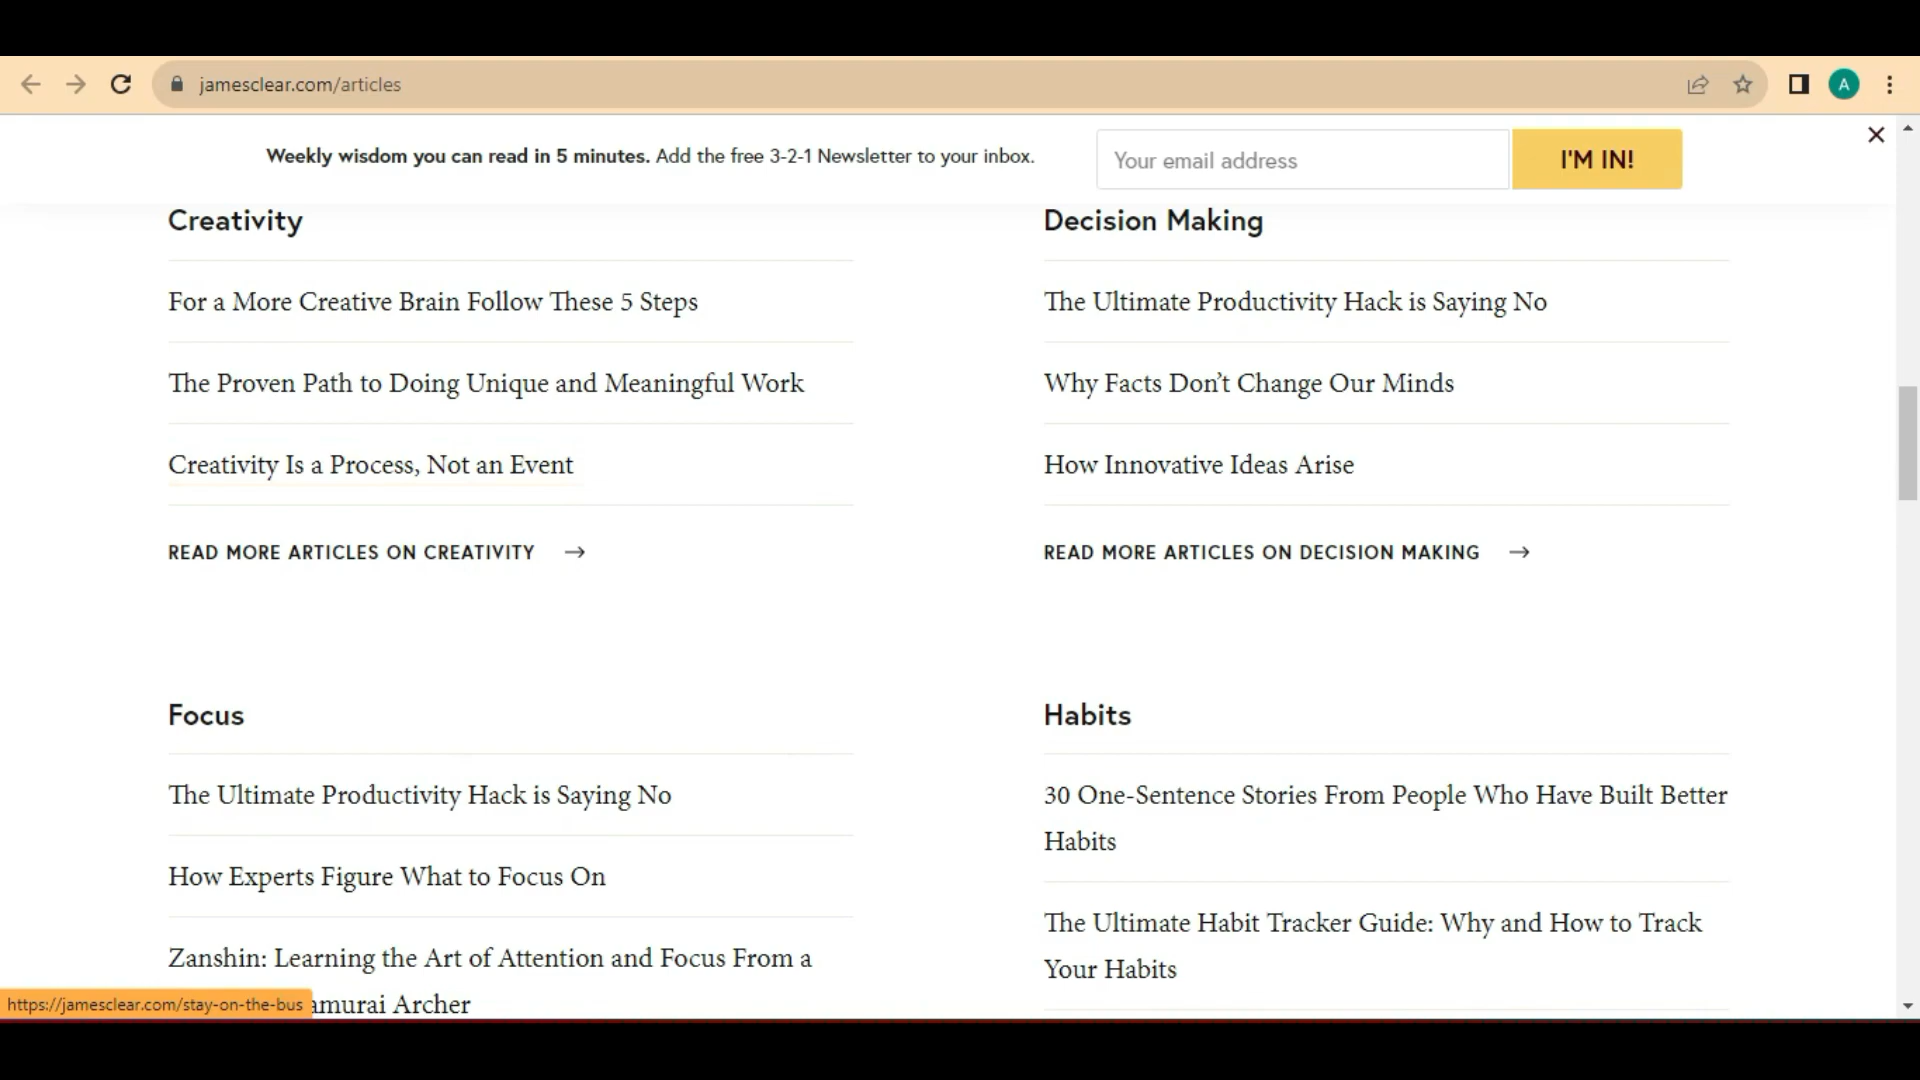 jamesclear.com/articles
A
Weekly wisdom you can read in 5 minutes. Add the free 3-2-1 Newsletter to your inbox.
Your email address
I'M IN!
Creativity
For a More Creative Brain Follow These 5 Steps
The Proven Path to Doing Unique and Meaningful Work
Creativity Is a Process, Not an Event
READ MORE ARTICLES ON CREATIVITY →
Decision Making
The Ultimate Productivity Hack is Saying No
Why Facts Don’t Change Our Minds
How Innovative Ideas Arise
READ MORE ARTICLES ON DECISION MAKING →
Focus
The Ultimate Productivity Hack is Saying No
How Experts Figure What to Focus On
Zanshin: Learning the Art of Attention and Focus From a
amurai Archer
Habits
30 One-Sentence Stories From People Who Have Built Better
Habits
The Ultimate Habit Tracker Guide: Why and How to Track
Your Habits
https://jamesclear.com/stay-on-the-bus